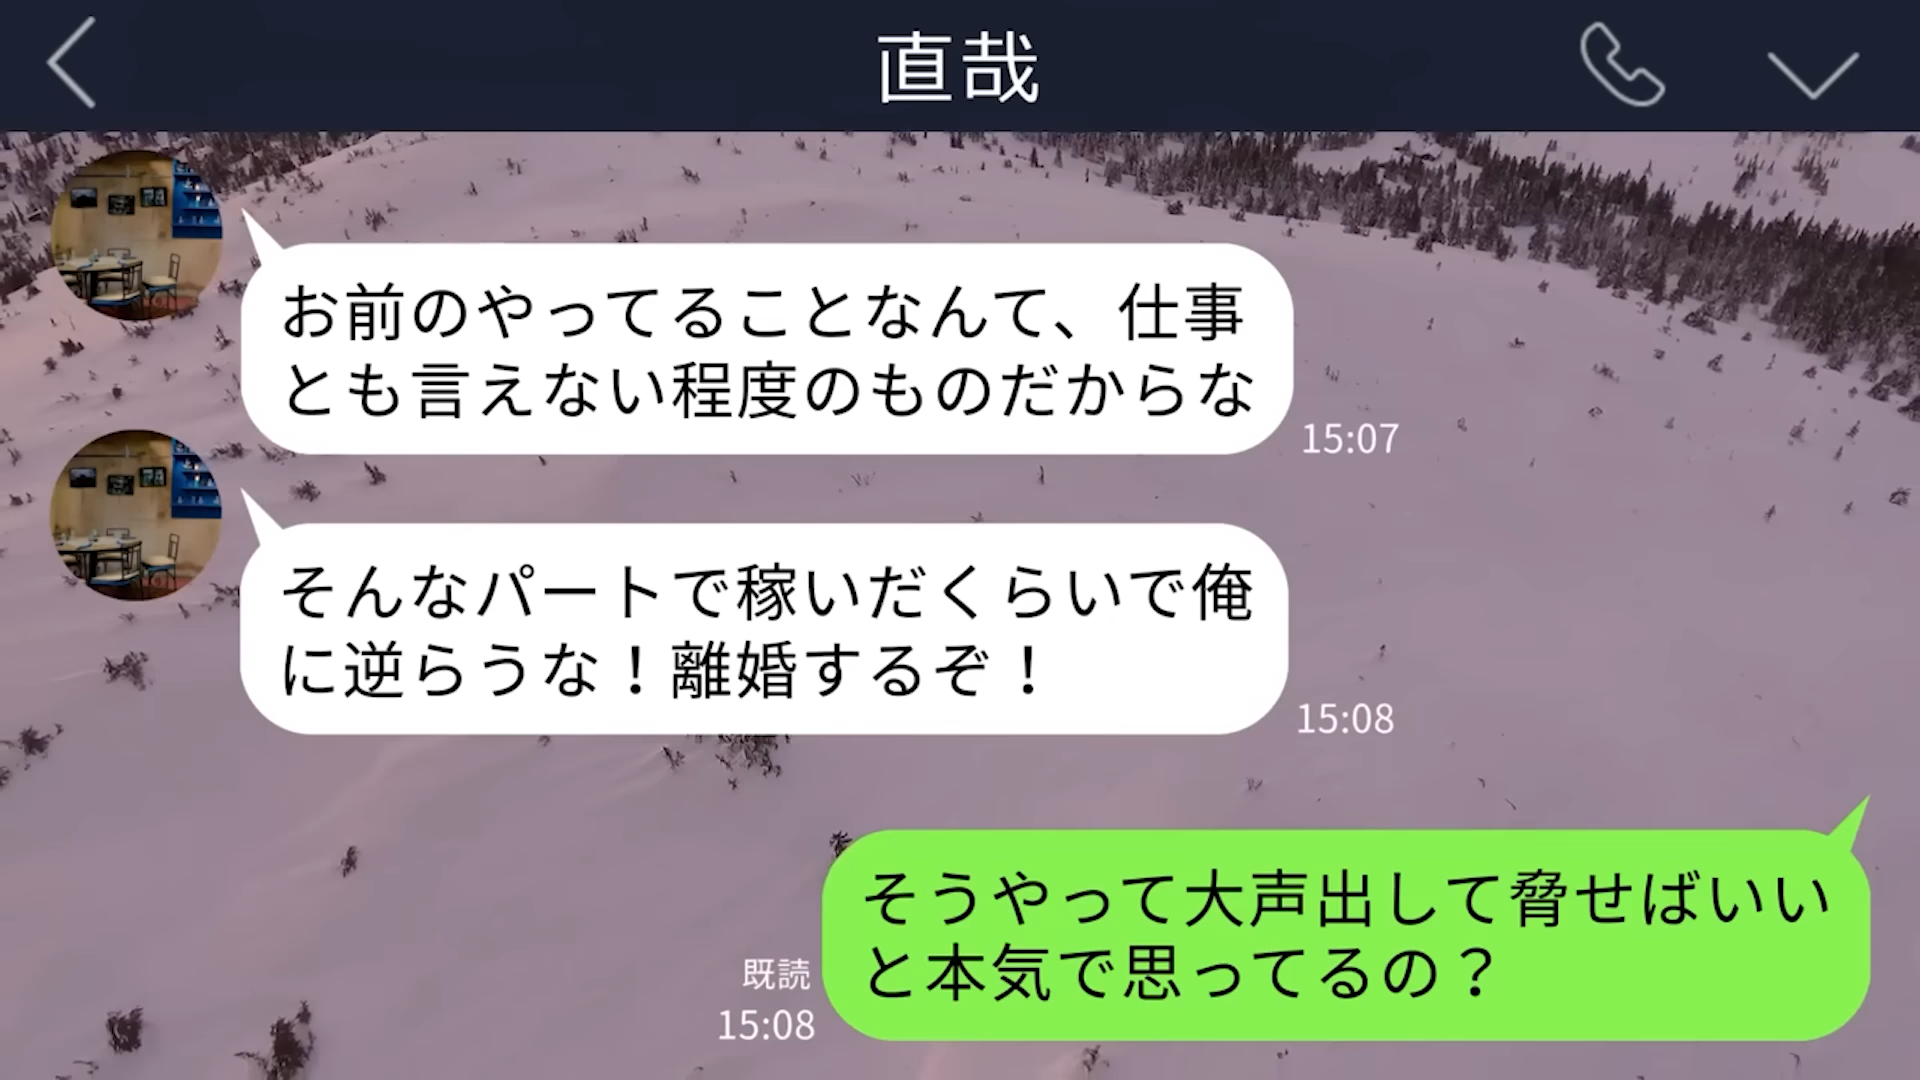 直哉
お前のやってることなんて、仕事
とも言えない程度のものだからな
15:07
そんなパートで稼いだくらいで俺
に逆らうな！離婚するぞ！
15:08
そうやって大声出して脅せばいい
と本気で思ってるの？
既読
15:08